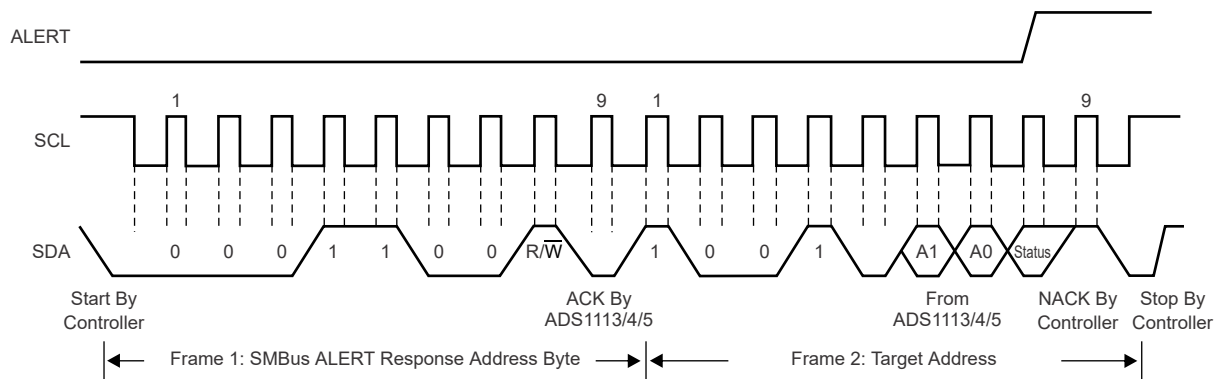 ALERT
1 9 1 9
SCL
SDA
0 0 0 1 1 0 0 R/W̅ 1 0 0 1 A1 A0 Status
Start By
Controller
ACK By
ADS1113/4/5
From
ADS1113/4/5
NACK By
Controller
Stop By
Controller
Frame 1: SMBus ALERT Response Address Byte
Frame 2: Target Address